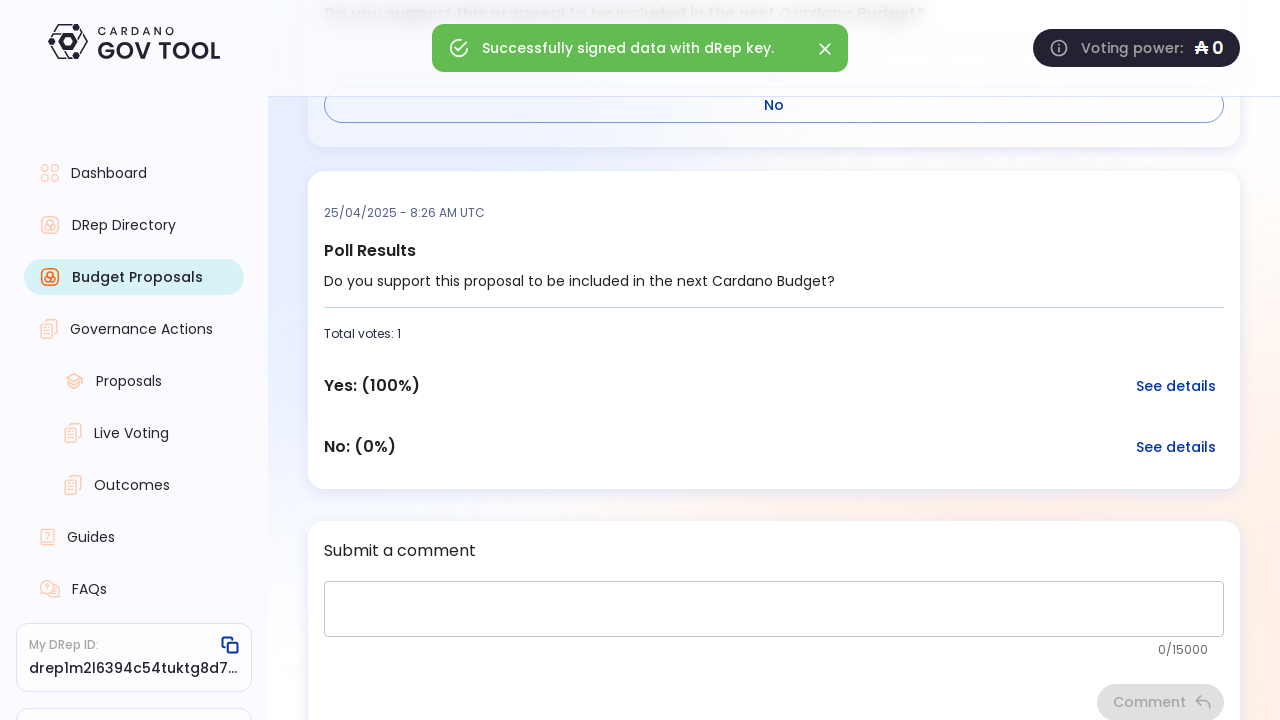 Do you support this proposal to be included in the next Cardano Budget?
CARDANO
GOV TOOL
Successfully signed data with dRep key.
Voting power: ₳ 0
No
Dashboard
DRep Directory
Budget Proposals
Governance Actions
Proposals
Live Voting
Outcomes
Guides
FAQs
My DRep ID:
drep1m2l6394c54tuktg8d7...
25/04/2025 - 8:26 AM UTC
Poll Results
Do you support this proposal to be included in the next Cardano Budget?
Total votes: 1
Yes: (100%)
See details
No: (0%)
See details
Submit a comment
0/15000
Comment